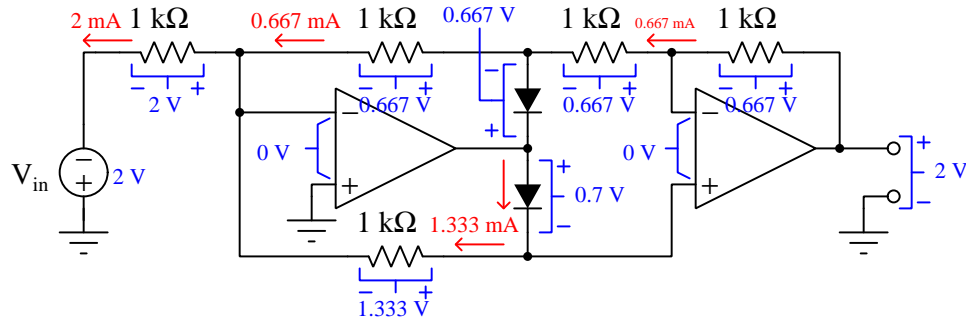 2 mA 1 kΩ 0.667 mA 1 kΩ 0.667 V 1 kΩ 0.667 mA 1 kΩ
− + − + − +
2 V 0.667 V − + 0.667 V 0.667 V
− + − +
0 V − 0 V −
Vin − + 2 V + + 0.7 V − + + 2 V −
1 kΩ 1.333 mA
− +
1.333 V